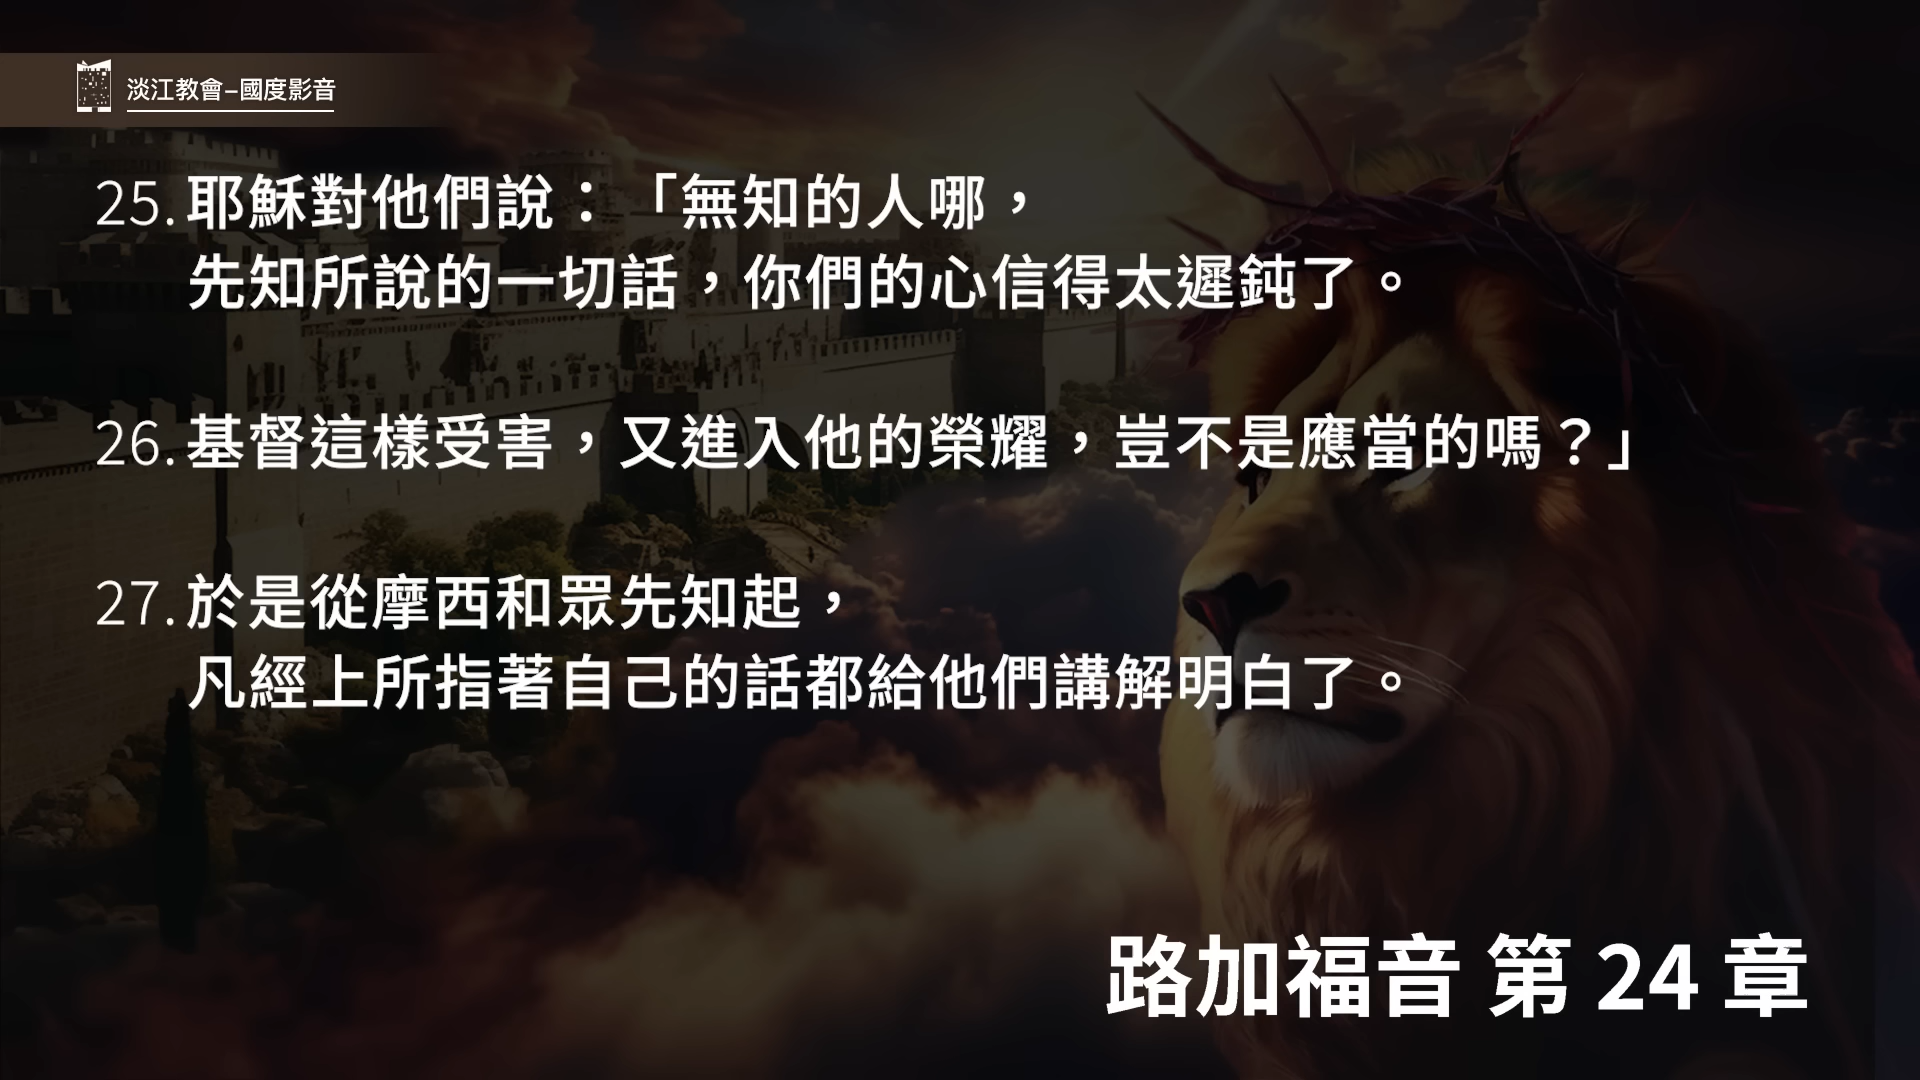 淡江教會–國度影音
25.耶穌對他們說：「無知的人哪，
先知所說的一切話，你們的心信得太遲鈍了。
26.基督這樣受害，又進入他的榮耀，豈不是應當的嗎？」
27.於是從摩西和眾先知起，
凡經上所指著自己的話都給他們講解明白了。
路加福音 第 24 章